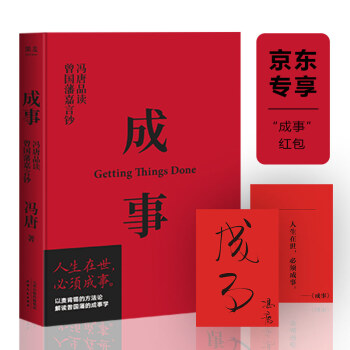 成事
冯唐品读
曾国藩嘉言钞
冯唐 著
冯唐品读
曾国藩嘉言钞
成
Getting Things Done
事
人生在世，
必须成事。
以麦肯锡的方法论
解读曾国藩的成事学
京东
专享
“成事”
红包
成事
冯唐
人生在世，必须成事。
——《成事》